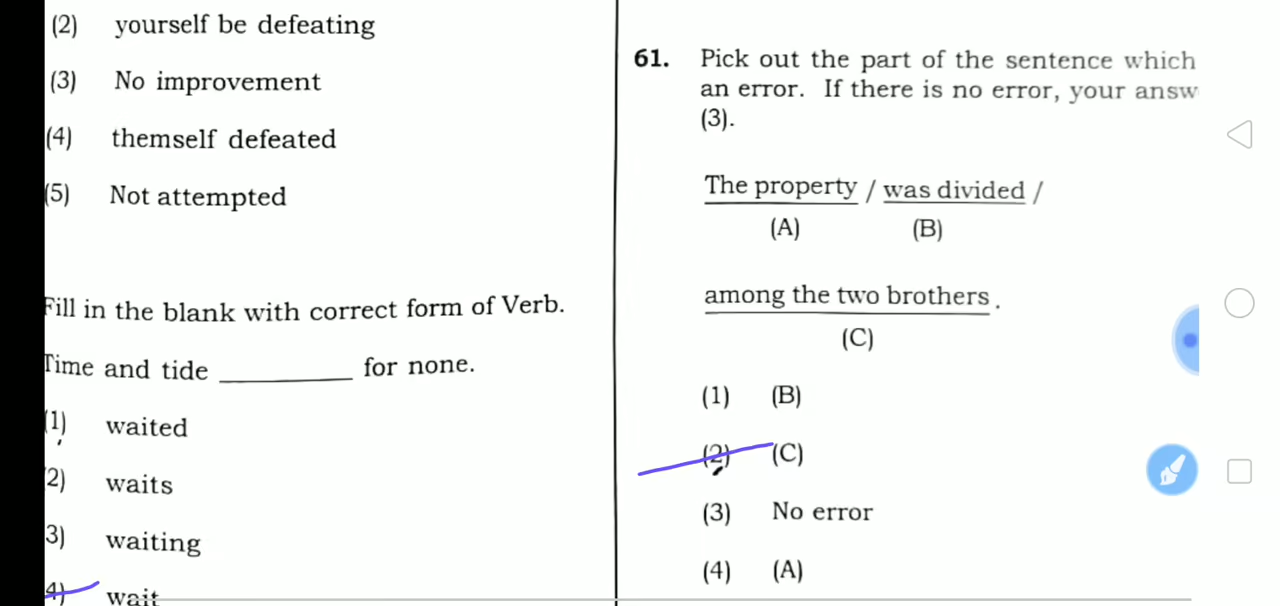 (2) yourself be defeating
(3) No improvement
(4) themself defeated
(5) Not attempted
Fill in the blank with correct form of Verb.
Time and tide __________ for none.
(1) waited
2) waits
3) waiting
4) wait
61. Pick out the part of the sentence which
an error. If there is no error, your answ
(3).
The property / was divided /
(A) (B)
among the two brothers.
(C)
(1) (B)
(2) (C)
(3) No error
(4) (A)